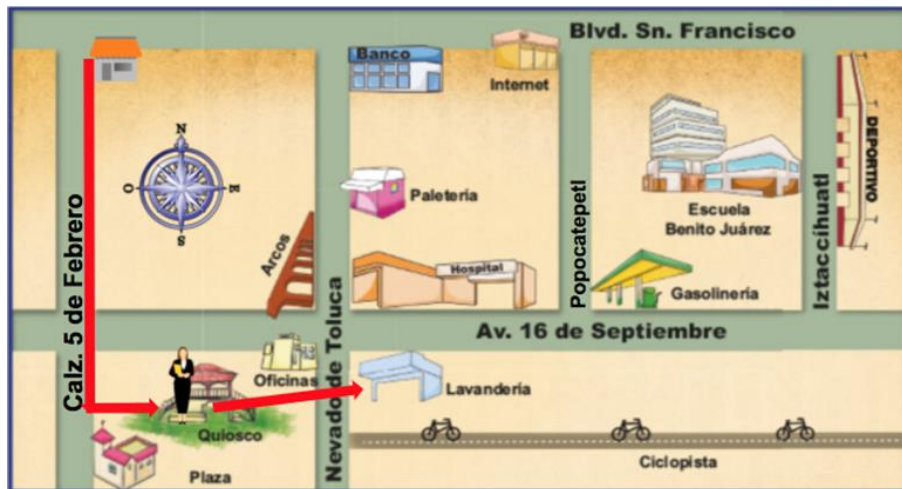 Blvd. Sn. Francisco
Banco
Internet
N
O
E
S
Paletería
Escuela
Benito Juárez
DEPORTIVO
Calz. 5 de Febrero
Arcos
Hospital
Popocatepetl
Gasolinería
Iztaccíhuatl
Av. 16 de Septiembre
Nevado de Toluca
Oficinas
Lavandería
Quiosco
Plaza
Ciclopista